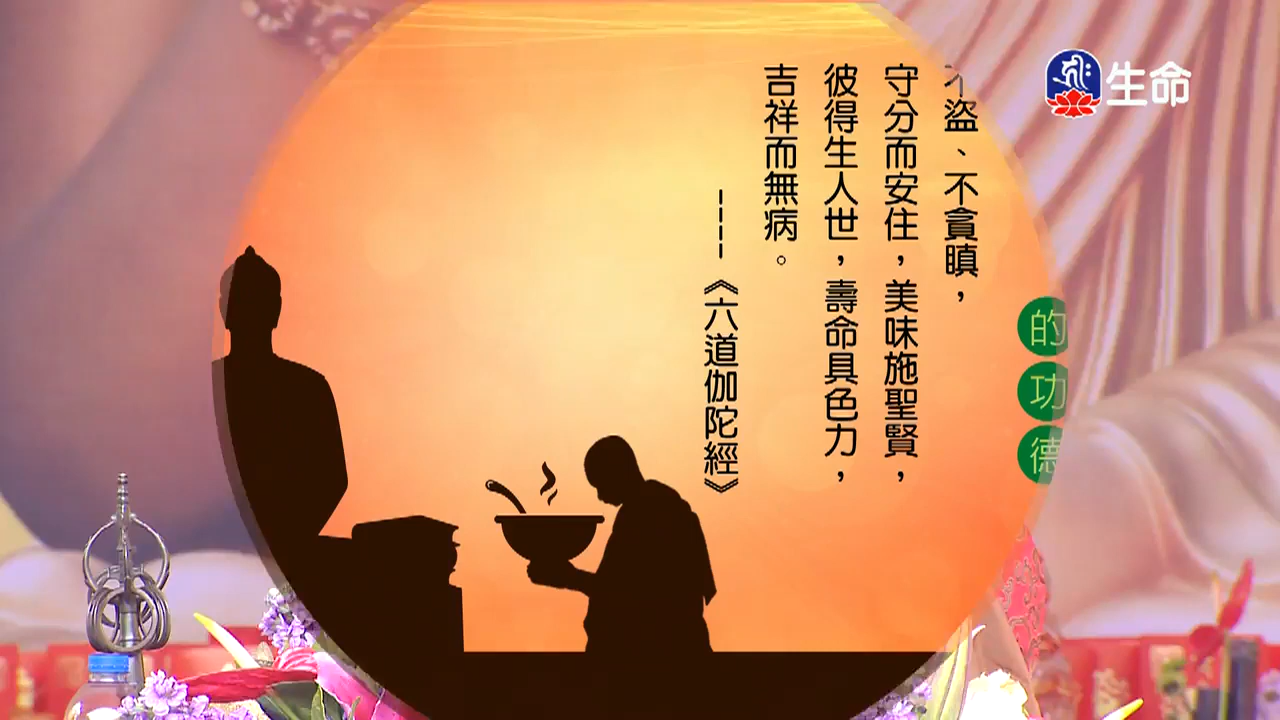 生命
的功德
盜、不貪瞋，
守分而安住，美味施聖賢，
彼得生人世，壽命具色力，
吉祥而無病。
----《六道伽陀經》